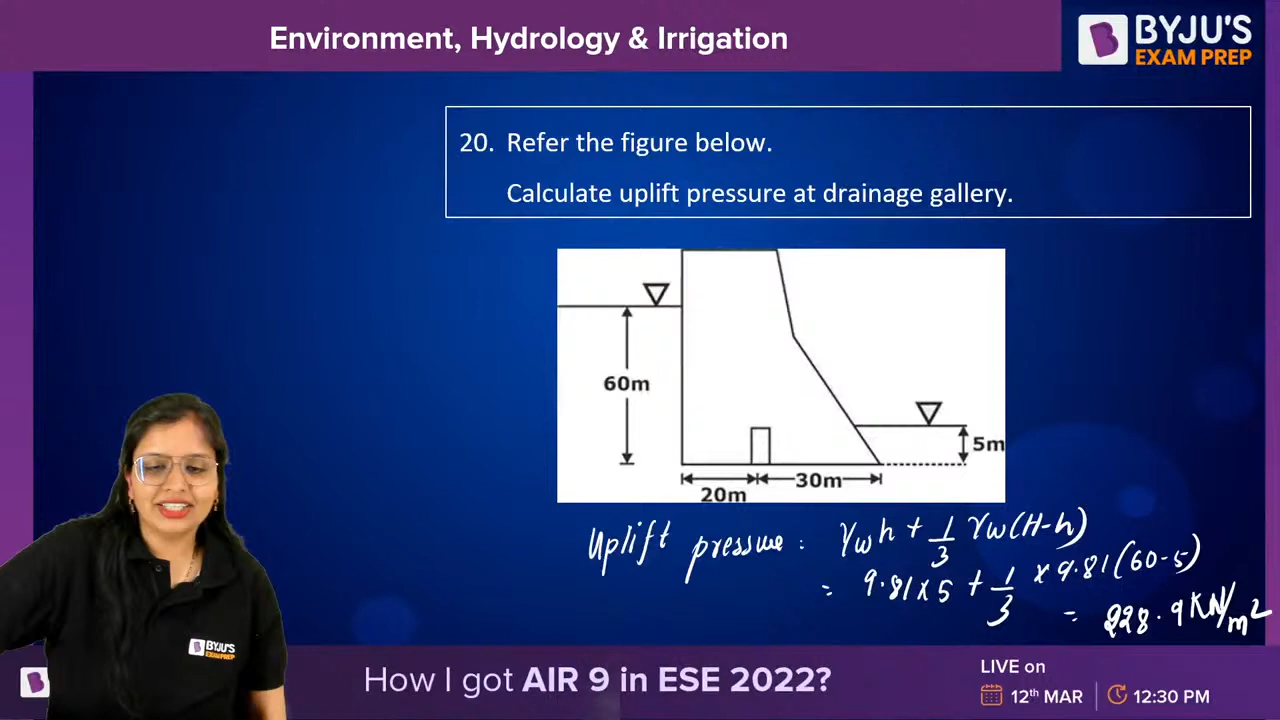 Environment, Hydrology & Irrigation
BYJU'S
EXAM PREP
20. Refer the figure below.
Calculate uplift pressure at drainage gallery.
60m
5m
20m
30m
Uplift pressure : γwh + 1/3 γw(H-h)
= 9.81×5 + 1/3 × 9.81(60-5)
= 228.9 KN/m²
BYJU'S
EXAM PREP
How I got AIR 9 in ESE 2022?
LIVE on
12th MAR | 12:30 PM